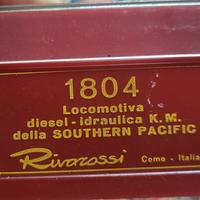 1804
Locomotiva
diesel - idraulica K.M.
della SOUTHERN PACIFIC
Rivarossi Como - Italia